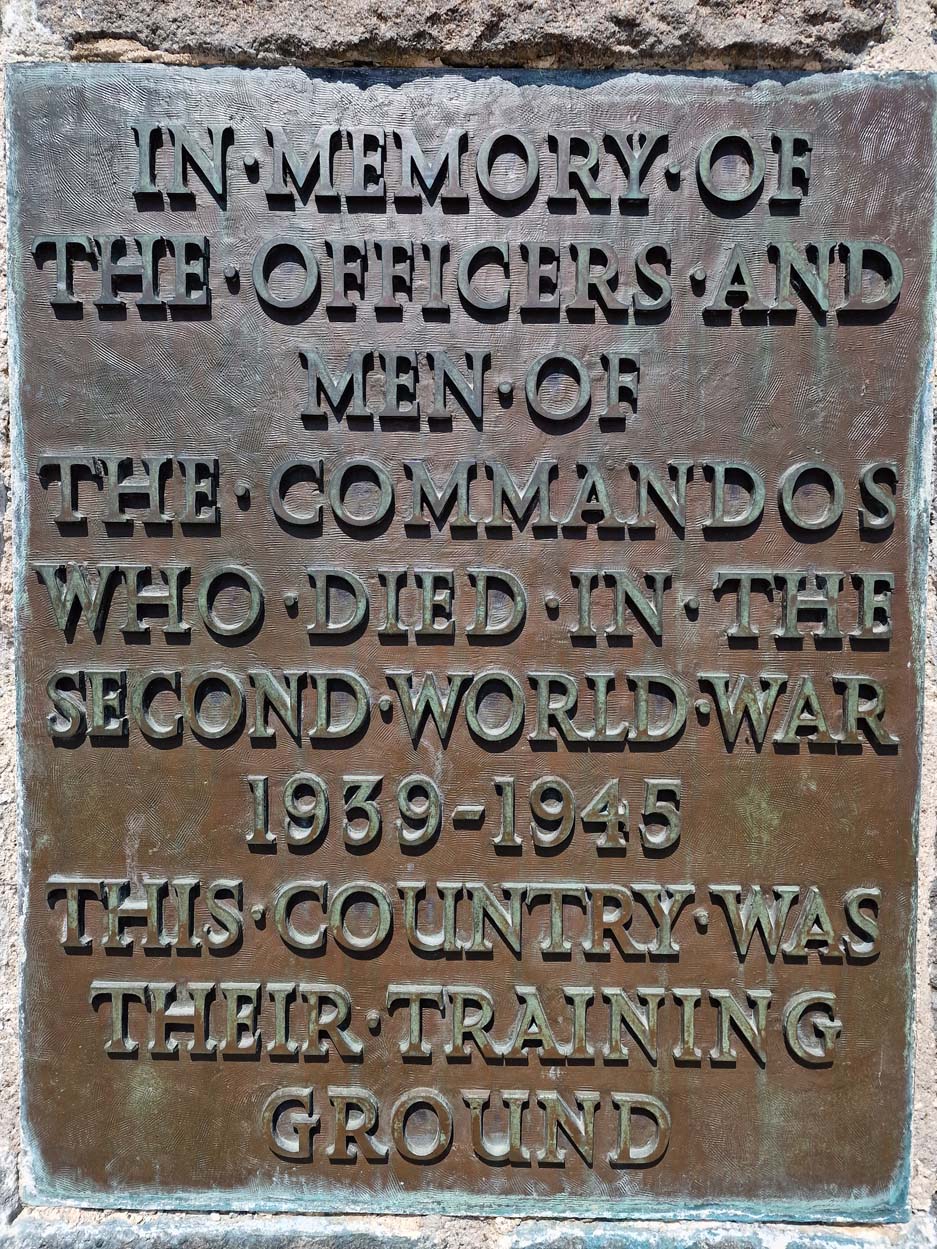 IN·MEMORY·OF
THE·OFFICERS·AND
MEN·OF
THE·COMMANDOS
WHO·DIED·IN·THE
SECOND·WORLD·WAR
1939-1945
THIS·COUNTRY·WAS
THEIR·TRAINING
GROUND